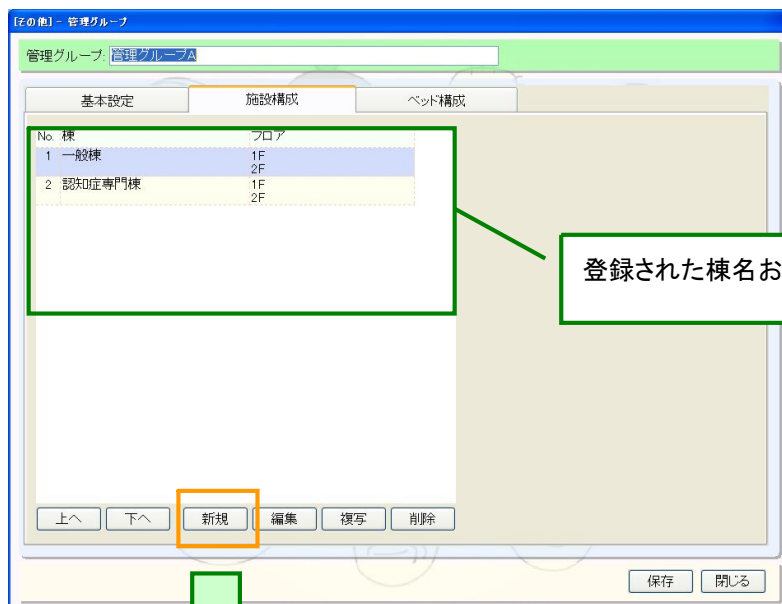 [その他] - 管理グループ
管理グループ: 管理グループA
基本設定 施設構成 ベッド構成
No. 棟 フロア
1 一般棟 1F
2F
2 認知症専門棟 1F
2F
登録された棟名お
上へ 下へ 新規 編集 複写 削除
保存 閉じる